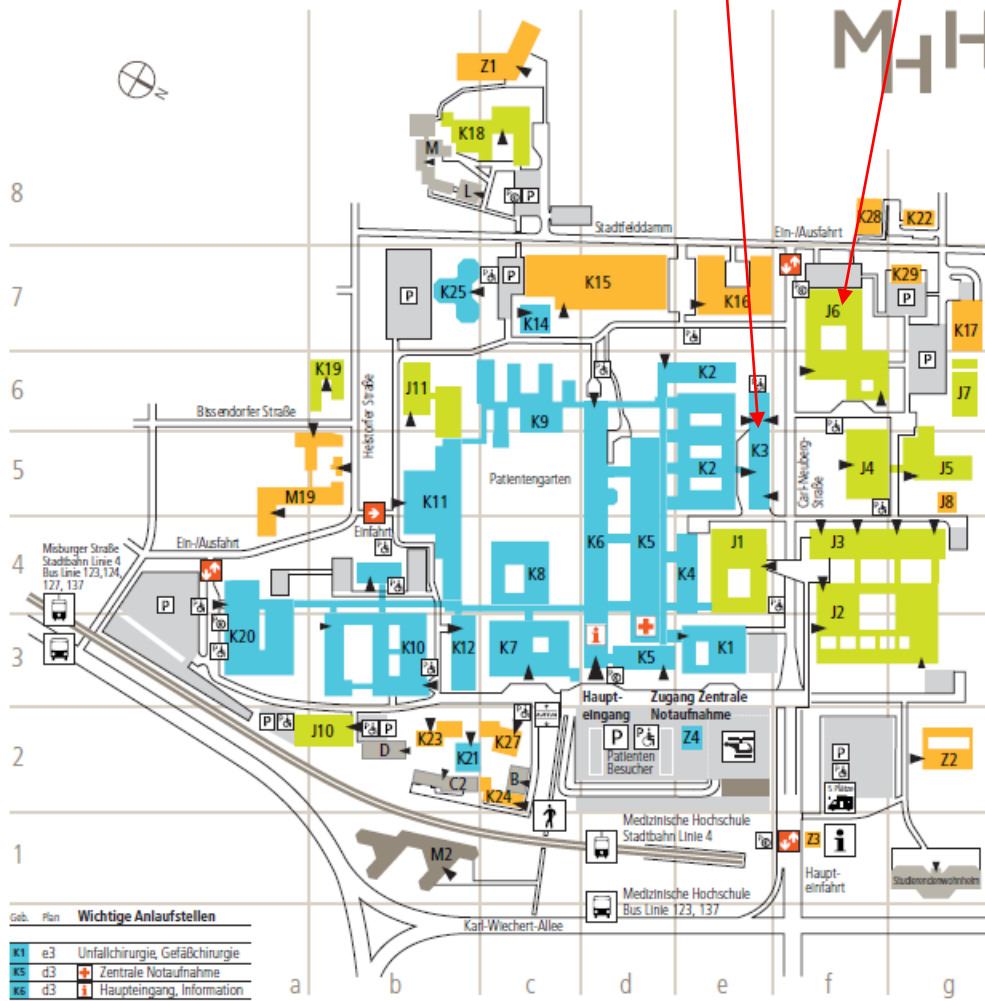 MHH
N
Z1
K18
M
L
8
P
Stadtfelddamm
Ein-/Ausfahrt
K28
K22
7
P
K25
P
K14
K15
K16
J6
K29
P
K17
6
K19
Bissendorfer Straße
Heistorfer Straße
J11
K9
K2
P
J7
5
M19
K11
Patientengarten
K2
K3
Carl-Neuberg-
Straße
J4
J5
J8
Einfahrt
4
Misburger Straße
Stadtbahn Linie 4
Bus Linie 123,124,
127, 137
Ein-/Ausfahrt
P
K8
K6
K5
K4
J1
J3
J2
3
K20
K10
K12
K7
i
K5
K1
Haupt-
eingang
Zugang Zentrale
Notaufnahme
2
P
J10
P
D
K23
K21
K27
C2
B
K24
P
Patienten
Besucher
Z4
P
5 Plätze
Z2
1
M2
Medizinische Hochschule
Stadtbahn Linie 4
Z3
i
Haupt-
einfahrt
Studierendenwohnheim
Medizinische Hochschule
Bus Linie 123, 137
Karl-Wiechert-Allee
Geb. Plan Wichtige Anlaufstellen
K1 e3 Unfallchirurgie, Gefäßchirurgie
K5 d3 Zentrale Notaufnahme
K6 d3 i Haupteingang, Information
a b c d e f g